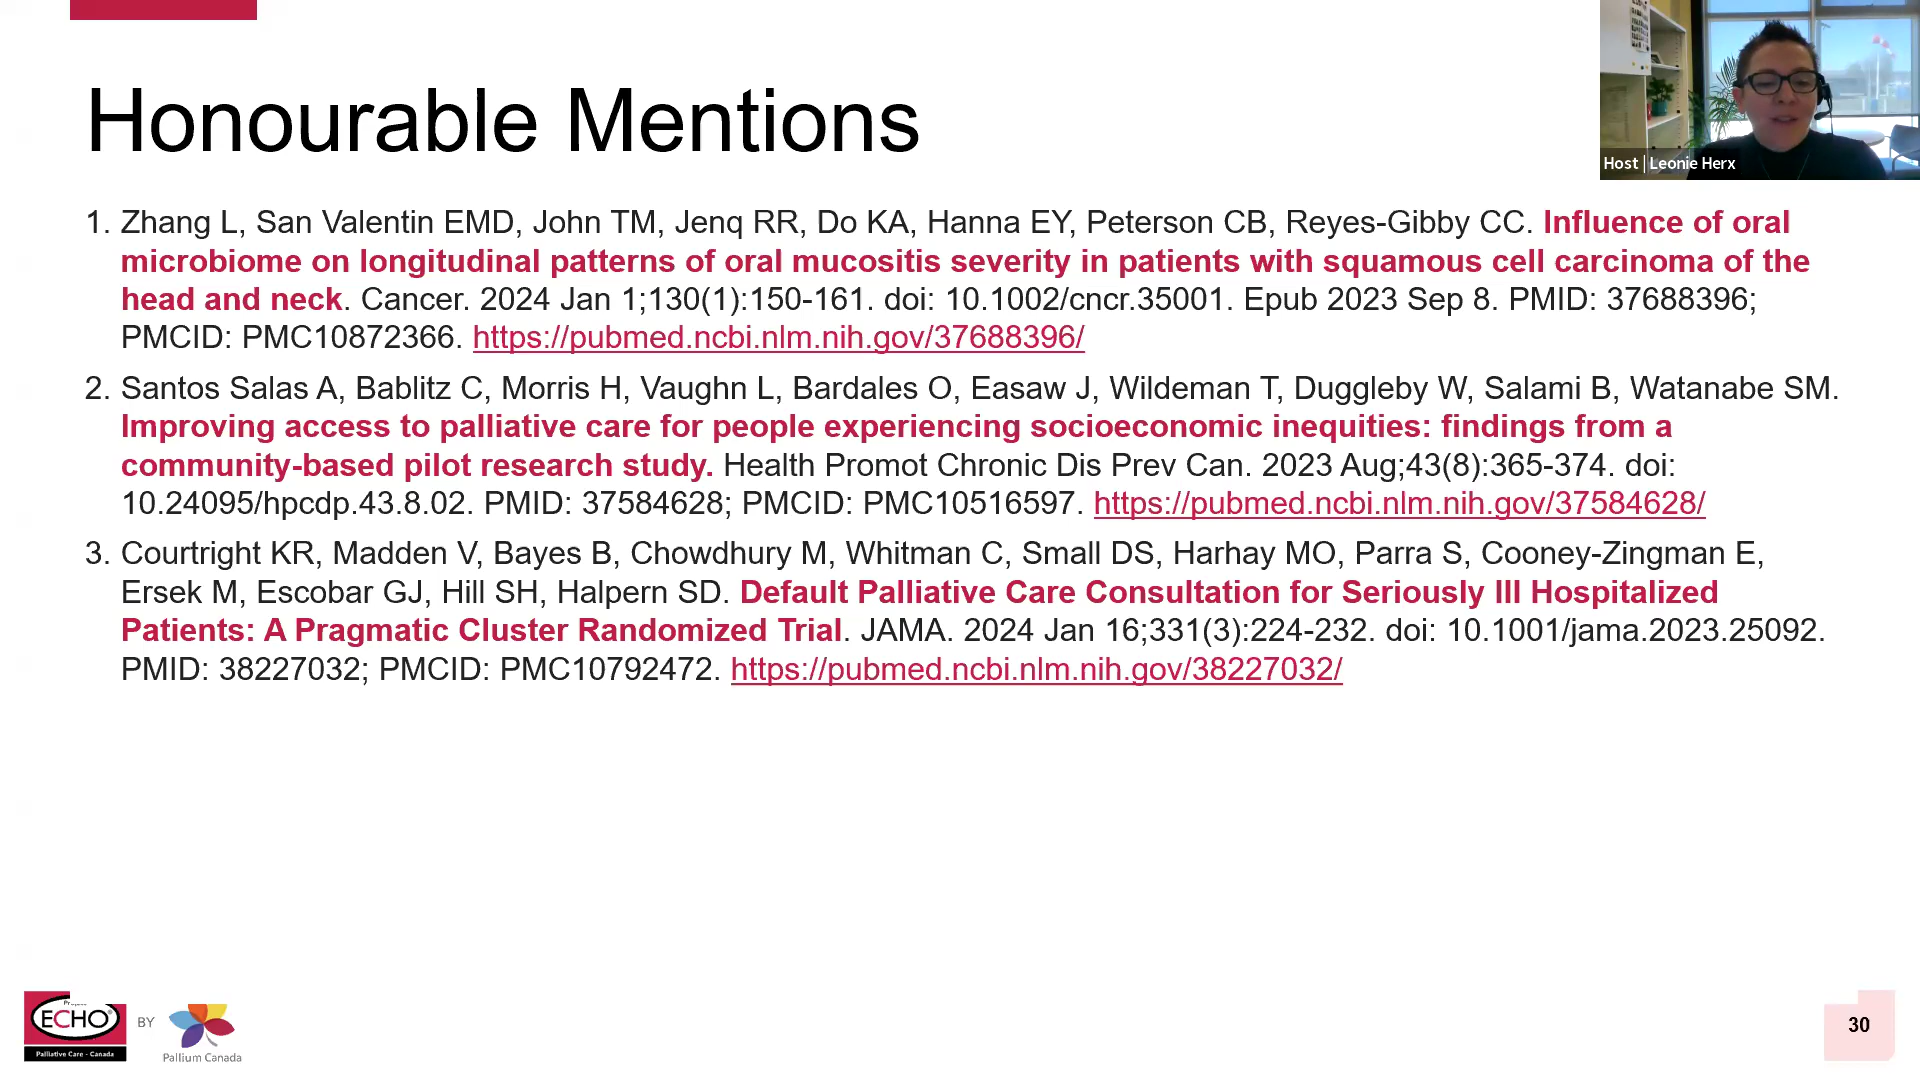 Honourable Mentions
Host | Leonie Herx
1. Zhang L, San Valentin EMD, John TM, Jenq RR, Do KA, Hanna EY, Peterson CB, Reyes-Gibby CC. Influence of oral
microbiome on longitudinal patterns of oral mucositis severity in patients with squamous cell carcinoma of the
head and neck. Cancer. 2024 Jan 1;130(1):150-161. doi: 10.1002/cncr.35001. Epub 2023 Sep 8. PMID: 37688396;
PMCID: PMC10872366. https://pubmed.ncbi.nlm.nih.gov/37688396/
2. Santos Salas A, Bablitz C, Morris H, Vaughn L, Bardales O, Easaw J, Wildeman T, Duggleby W, Salami B, Watanabe SM.
Improving access to palliative care for people experiencing socioeconomic inequities: findings from a
community-based pilot research study. Health Promot Chronic Dis Prev Can. 2023 Aug;43(8):365-374. doi:
10.24095/hpcdp.43.8.02. PMID: 37584628; PMCID: PMC10516597. https://pubmed.ncbi.nlm.nih.gov/37584628/
3. Courtright KR, Madden V, Bayes B, Chowdhury M, Whitman C, Small DS, Harhay MO, Parra S, Cooney-Zingman E,
Ersek M, Escobar GJ, Hill SH, Halpern SD. Default Palliative Care Consultation for Seriously Ill Hospitalized
Patients: A Pragmatic Cluster Randomized Trial. JAMA. 2024 Jan 16;331(3):224-232. doi: 10.1001/jama.2023.25092.
PMID: 38227032; PMCID: PMC10792472. https://pubmed.ncbi.nlm.nih.gov/38227032/
ECHO®
Palliative Care - Canada
BY
Pallium Canada
30